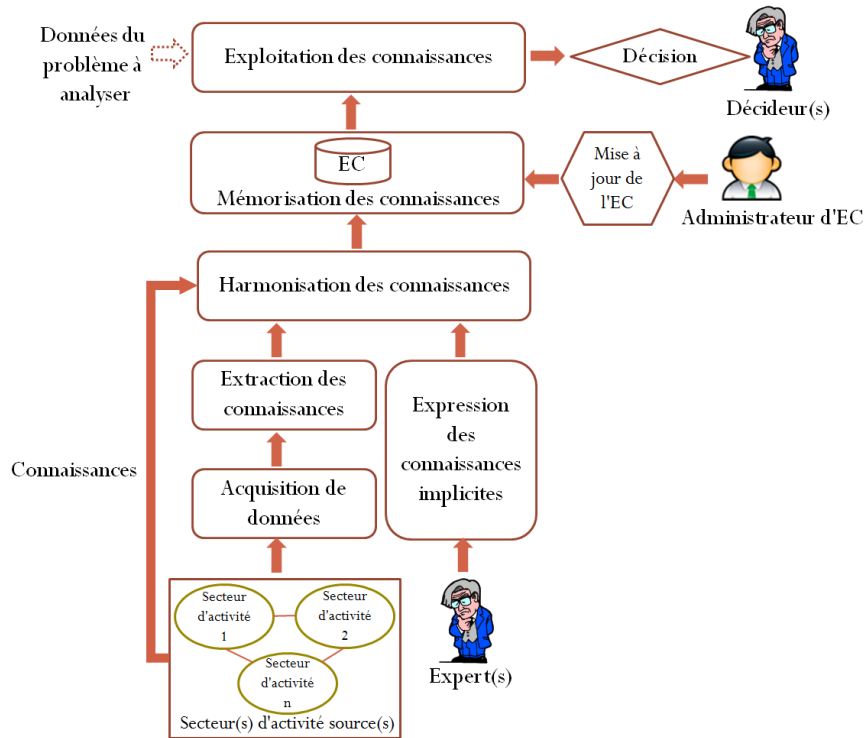 Données du
problème à
analyser
Exploitation des connaissances
Décision
Décideur(s)
EC
Mémorisation des connaissances
Mise à
jour de
l'EC
Administrateur d'EC
Harmonisation des connaissances
Extraction des
connaissances
Expression
des
connaissances
implicites
Connaissances
Acquisition de
données
Secteur
d'activité
1
Secteur
d'activité
2
Secteur
d'activité
n
Secteur(s) d'activité source(s)
Expert(s)